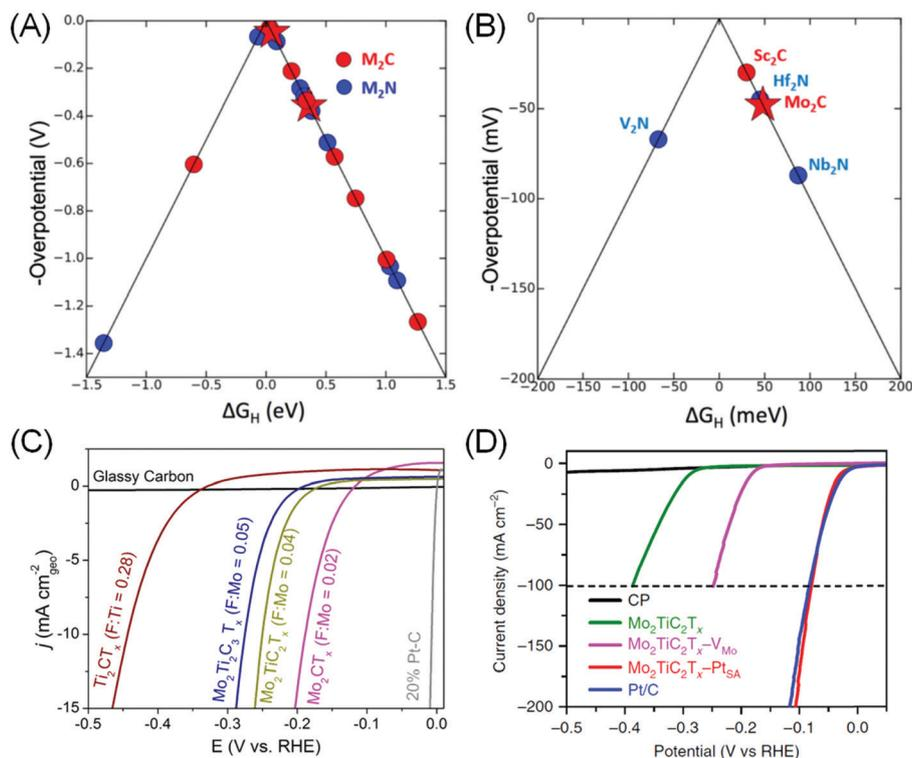 (A)
-Overpotential (V)
0.0
−0.2
−0.4
−0.6
−0.8
−1.0
−1.2
−1.4
M₂C
M₂N
−1.5 −1.0 −0.5 0.0 0.5 1.0 1.5
ΔG_H (eV)
(B)
-Overpotential (mV)
0
−50
−100
−150
−200
Sc₂C
Hf₂N
Mo₂C
V₂N
Nb₂N
−200 −150 −100 −50 0 50 100 150 200
ΔG_H (meV)
(C)
j (mA cm⁻²_geo)
0
-5
-10
-15
Glassy Carbon
Ti₂CTₓ (F:Ti = 0.28)
Mo₂Ti₂C₃Tₓ (F:Mo = 0.05)
Mo₂TiC₂Tₓ (F:Mo = 0.04)
Mo₂CTₓ (F:Mo = 0.02)
20% Pt-C
-0.5 -0.4 -0.3 -0.2 -0.1 0.0
E (V vs. RHE)
(D)
Current density (mA cm⁻²)
0
−50
−100
−150
−200
CP
Mo₂TiC₂Tₓ
Mo₂TiC₂Tₓ–V_Mo
Mo₂TiC₂Tₓ–Pt_SA
Pt/C
−0.5 −0.4 −0.3 −0.2 −0.1 0.0
Potential (V vs RHE)